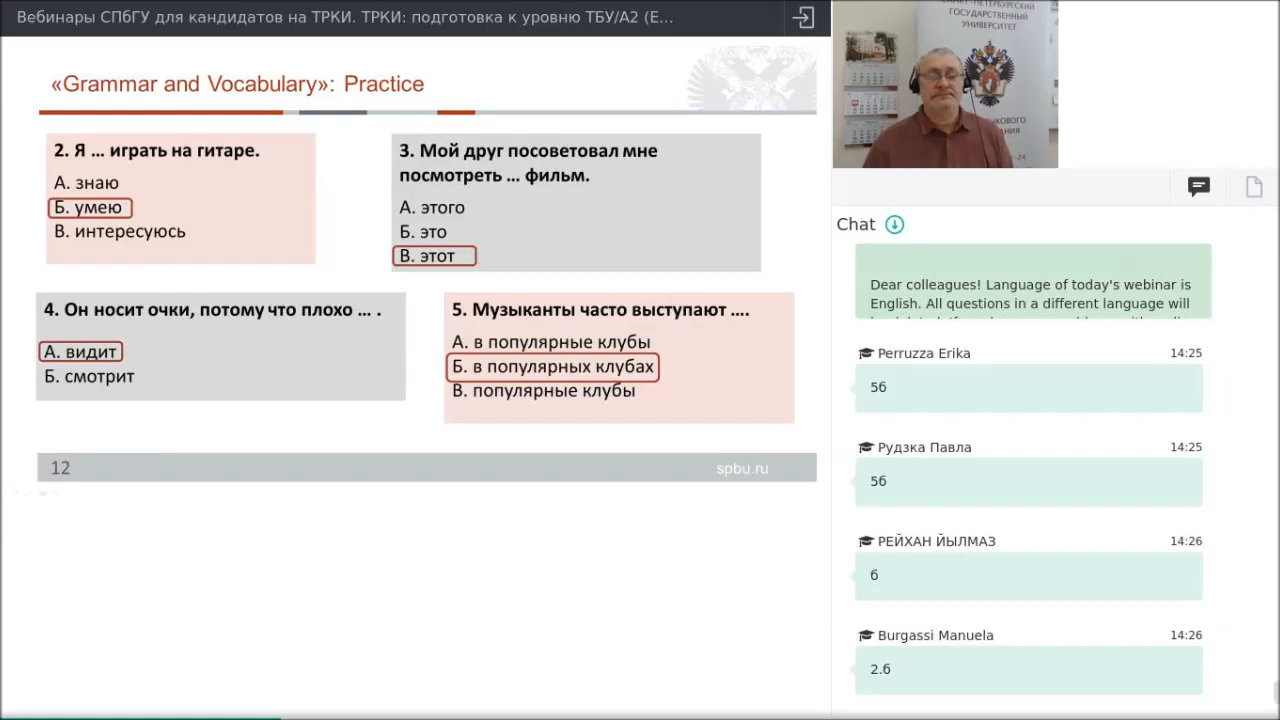 Вебинары СПбГУ для кандидатов на ТРКИ. ТРКИ: подготовка к уровню ТБУ/А2 (Е...
«Grammar and Vocabulary»: Practice
2. Я ... играть на гитаре.
А. знаю
Б. умею
В. интересуюсь
3. Мой друг посоветовал мне
посмотреть ... фильм.
А. этого
Б. это
В. этот
4. Он носит очки, потому что плохо ... .
А. видит
Б. смотрит
5. Музыканты часто выступают ....
А. в популярные клубы
Б. в популярных клубах
В. популярные клубы
12
spbu.ru
САНКТ-ПЕТЕРБУРГСКИЙ
ГОСУДАРСТВЕННЫЙ
УНИВЕРСИТЕТ
Chat
Dear colleagues! Language of today's webinar is
English. All questions in a different language will
Perruzza Erika 14:25
5б
Рудзка Павла 14:25
5б
РЕЙХАН ЙЫЛМАЗ 14:26
б
Burgassi Manuela 14:26
2.б